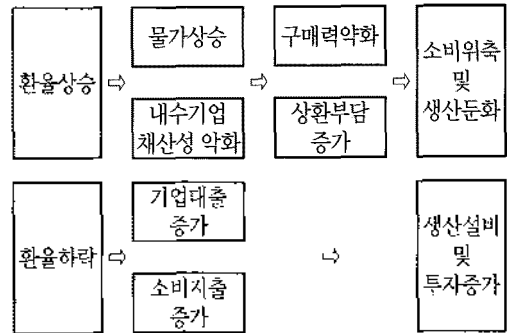 환율상승
⇨
물가상승
내수기업
채산성 악화
⇨
구매력약화
상환부담
증가
⇨
소비위축
및
생산둔화
환율하락
⇨
기업대출
증가
소비지출
증가
⇨
생산설비
및
투자증가